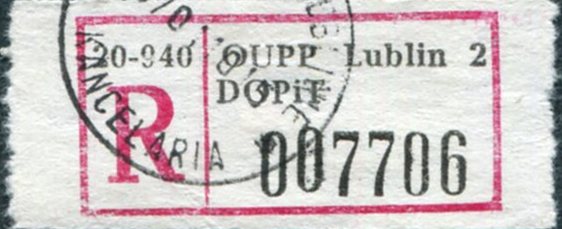 20-940 OUPP Lublin 2
DOPiT
R
007706
KANCELARIA